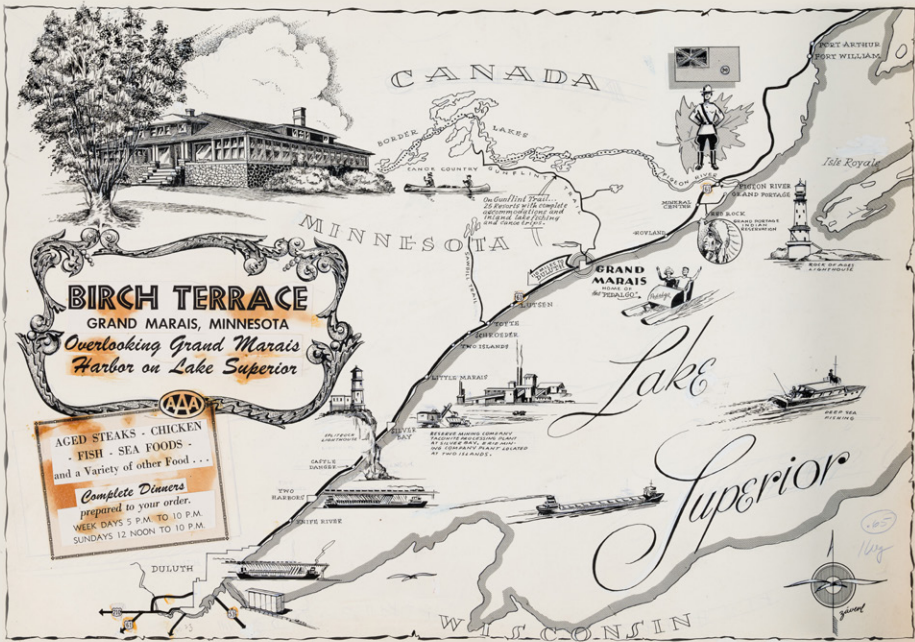 CANADA
PORT ARTHUR
FORT WILLIAM
BORDER LAKES
CANOE COUNTRY
GUNFLINT TRAIL
PIGEON RIVER
Isle Royale
On Gunflint Trail...
25 Resorts with complete
accommodations and
inland lake fishing
and canoe trips.
PIGEON RIVER
GRAND PORTAGE
MINERAL
CENTER
RED ROCK
GRAND PORTAGE
INDIAN
RESERVATION
HOVLAND
ROCK OF AGES
LIGHTHOUSE
MINNESOTA
SAWBILL TRAIL
SOUTH
GRAND
MARAIS
HOME OF
the "PEDALO"
LUTSEN
TOFTE
SCHROEDER
TWO ISLANDS
LITTLE MARAIS
BIRCH TERRACE
GRAND MARAIS, MINNESOTA
Overlooking Grand Marais
Harbor on Lake Superior
AAA
AGED STEAKS - CHICKEN
- FISH - SEA FOODS -
and a Variety of other Food . . .
Complete Dinners
prepared to your order.
WEEK DAYS 5 P.M. TO 10 P.M.
SUNDAYS 12 NOON TO 10 P.M.
Lake
Superior
DEEP SEA
FISHING
SILVER
BAY
RESERVE MINING COMPANY
TACONITE PROCESSING PLANT
AT SILVER BAY. ERIE MIN-
ING COMPANY PLANT LOCATED
AT TWO ISLANDS.
SPLIT ROCK
LIGHTHOUSE
CASTLE
DANGER
TWO
HARBORS
KNIFE RIVER
DULUTH
WISCONSIN